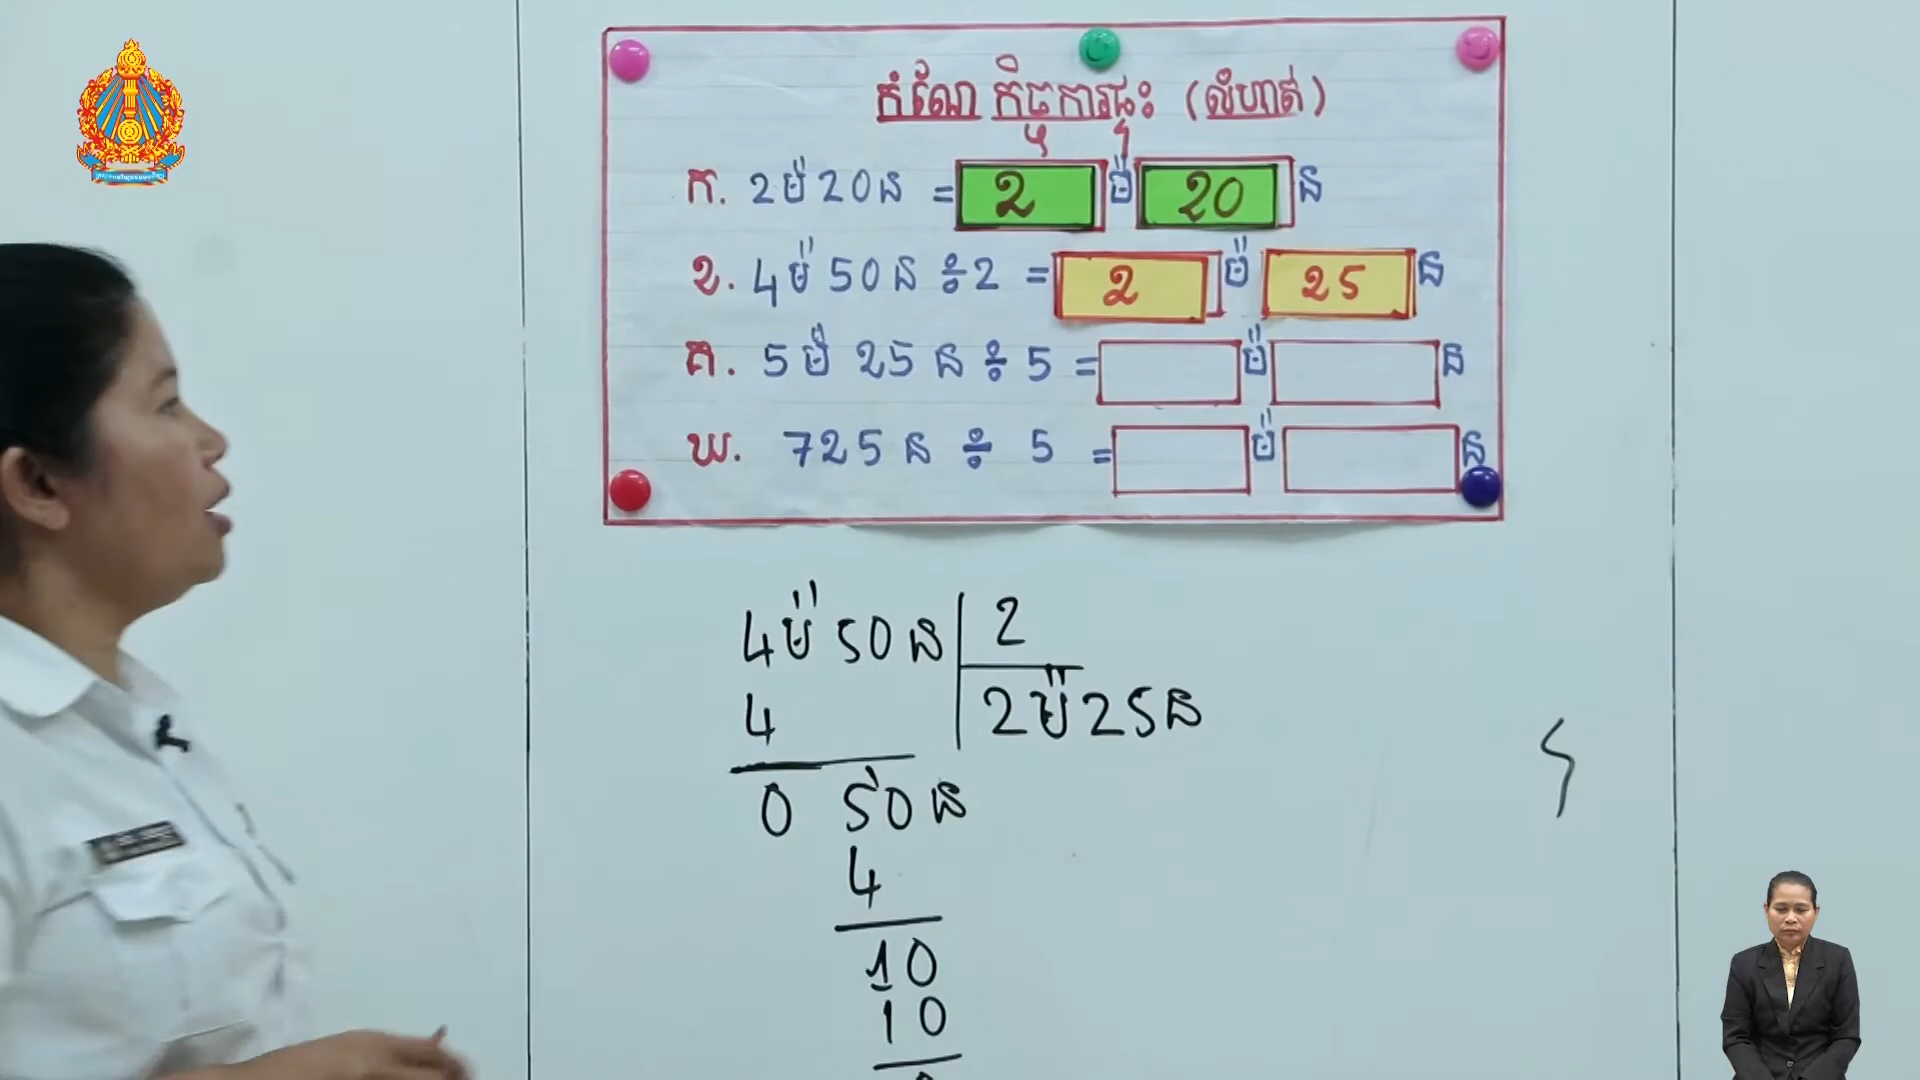 កំណែ កិច្ចការផ្ទះ (លំហាត់)
ក. 2ម៉ 20ន = 2 ម៉ 20 ន
ខ. 4ម៉ 50ន ÷ 2 = 2 ម៉ 25 ន
គ. 5ម៉ 25ន ÷ 5 = ម៉ ន
ឃ. 725ន ÷ 5 = ម៉ ន
4ម៉ 50ន 2
4 2ម៉ 25ន
0 50ន
4
10
10